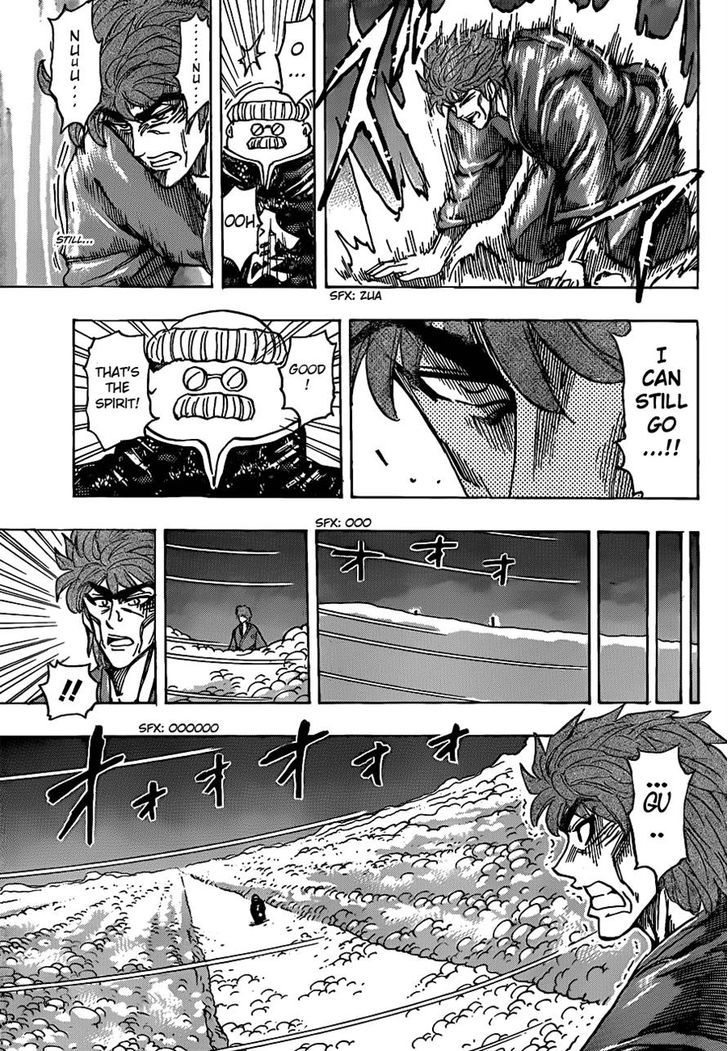 I
CAN
STILL
GO
...!!
SFX: ZUA
O
...
OOH
......NU
NUUU...
STILL...
GOOD
!
THAT'S
THE
SPIRIT!
SFX: OOO
オ オ オ
!!
SFX: OOOOOO
オ オ オ オ オ オ
...
GU
..